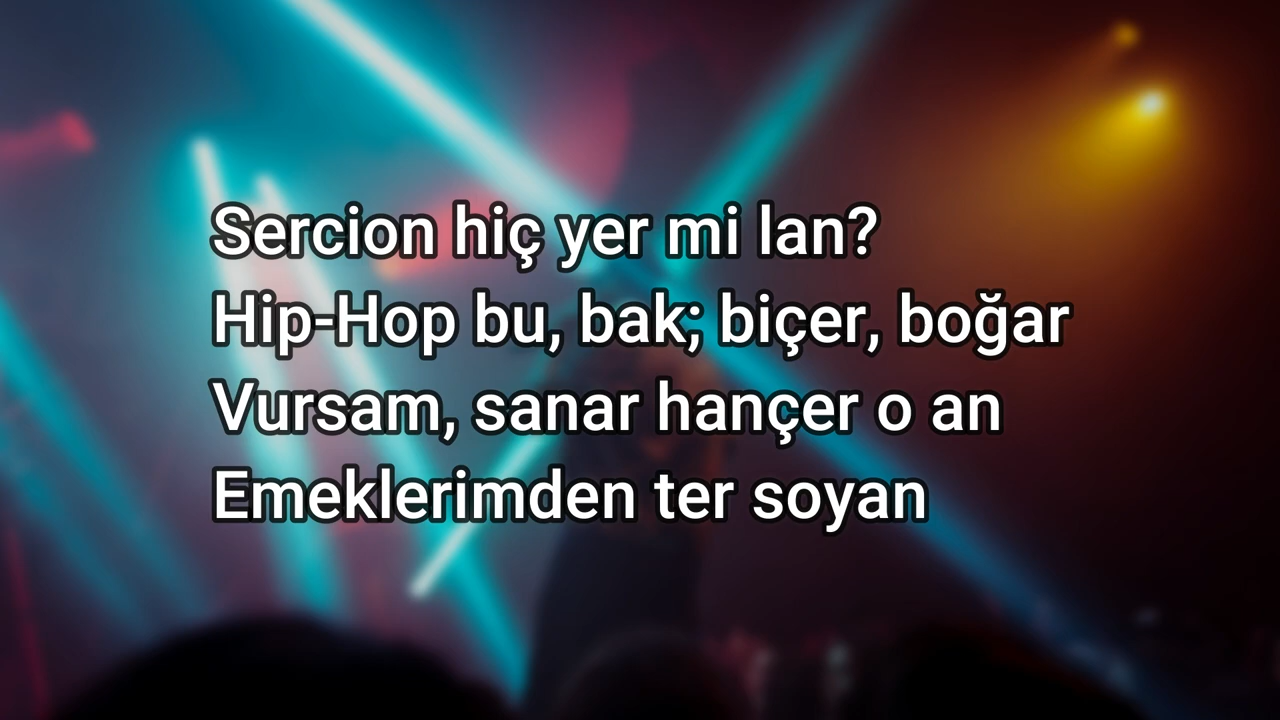 Sercion hiç yer mi lan?
Hip-Hop bu, bak; biçer, boğar
Vursam, sanar hançer o an
Emeklerimden ter soyan